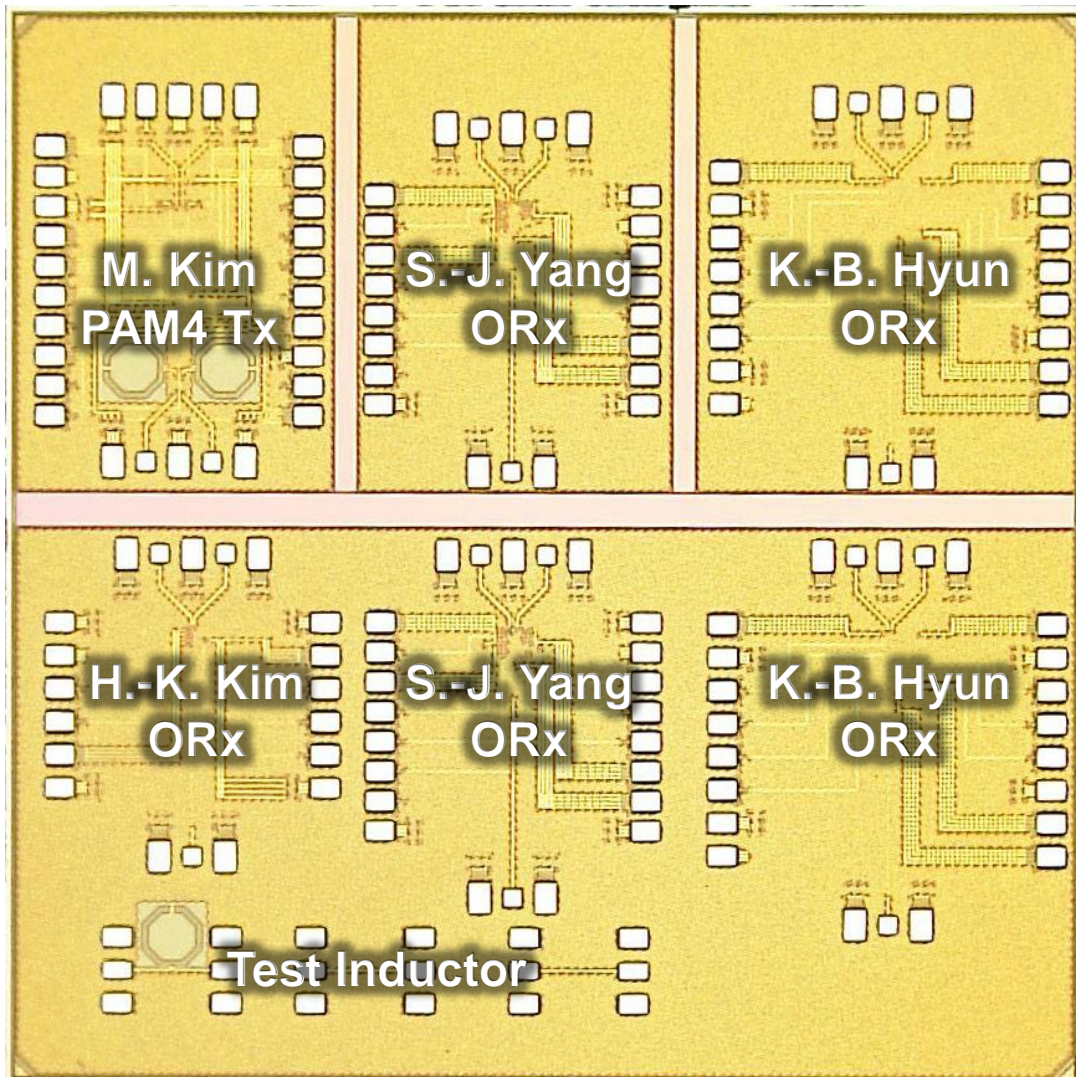 M. Kim
PAM4 Tx
S.-J. Yang
ORx
K.-B. Hyun
ORx
H.-K. Kim
ORx
S.-J. Yang
ORx
K.-B. Hyun
ORx
Test Inductor